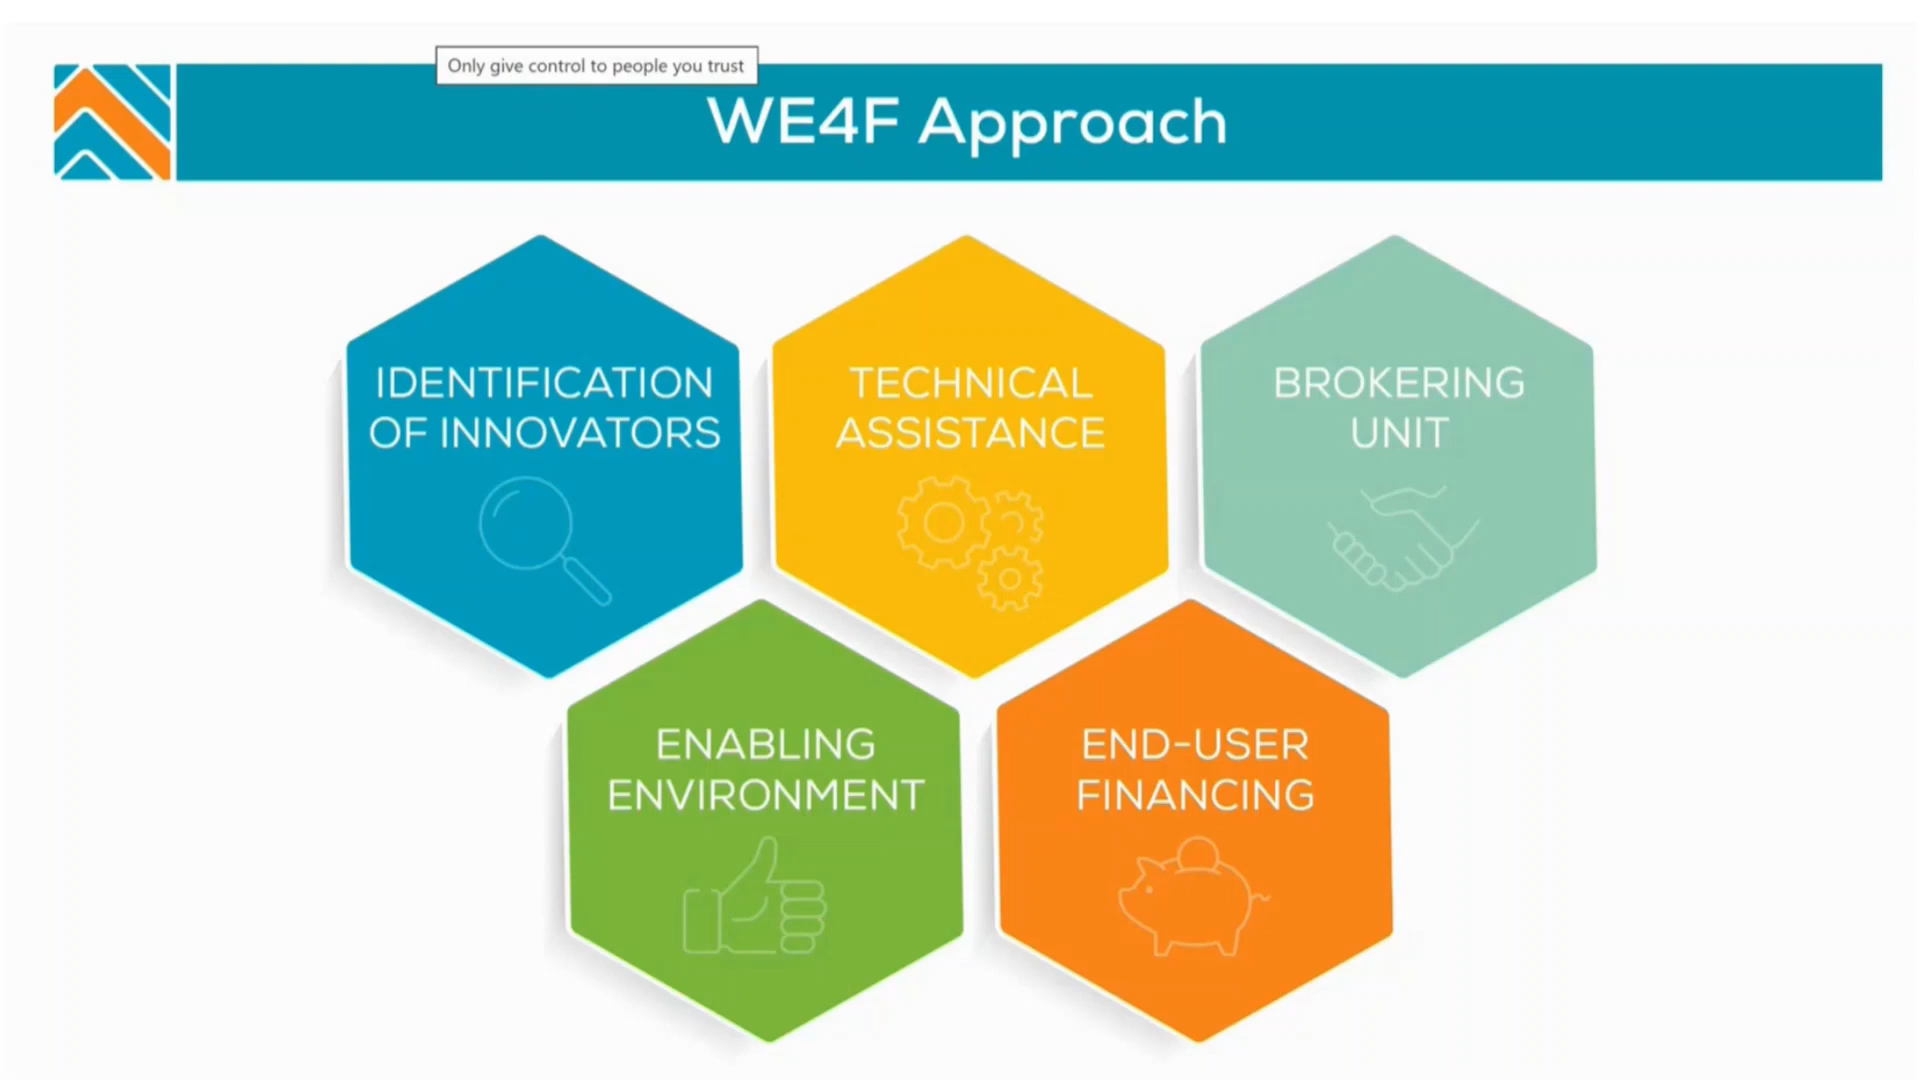 Only give control to people you trust
WE4F Approach
IDENTIFICATION
OF INNOVATORS
TECHNICAL
ASSISTANCE
BROKERING
UNIT
ENABLING
ENVIRONMENT
END-USER
FINANCING